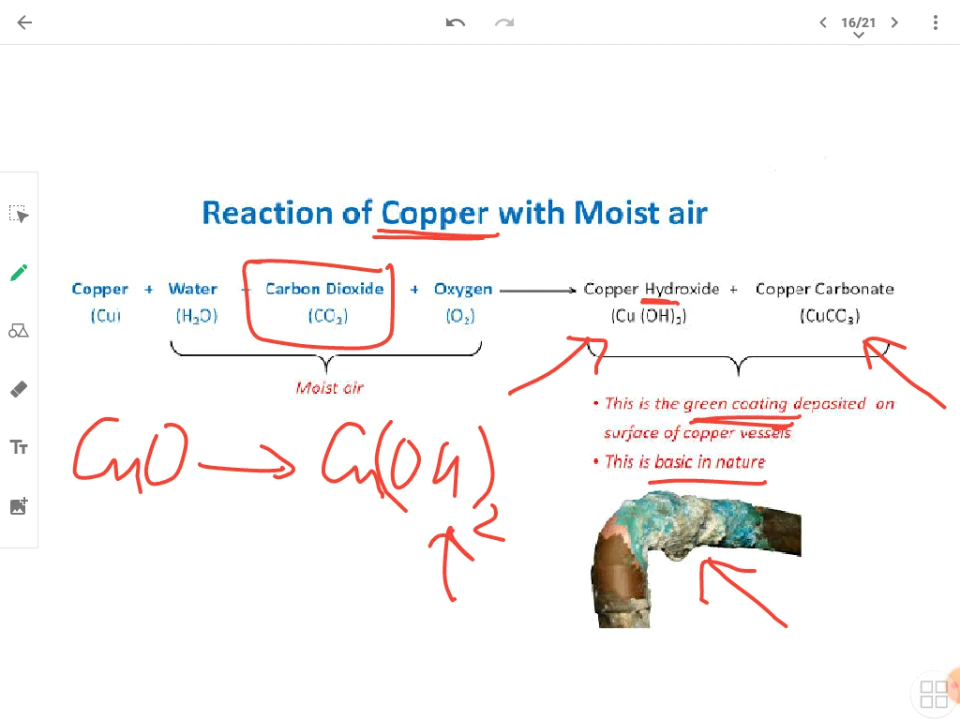 16/21
Reaction of Copper with Moist air
Copper + Water - Carbon Dioxide + Oxygen ⟶ Copper Hydroxide + Copper Carbonate
(Cu) (H₂O) (CO₂) (O₂) (Cu (OH)₂) (CuCO₃)
Moist air
• This is the green coating deposited on
surface of copper vessels
• This is basic in nature
CuO → Cu(OH)₂
Tт